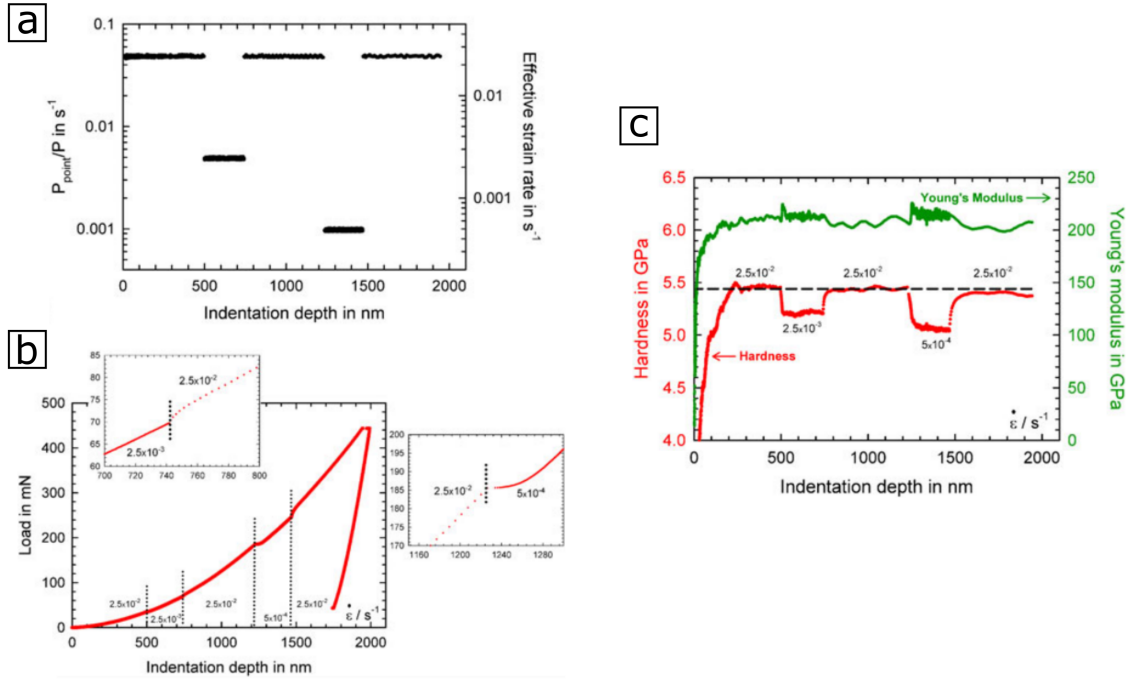 a
0.1
0.01
0.001
0.01
0.001
P_point/P in s⁻¹
Effective strain rate in s⁻¹
0 500 1000 1500 2000
Indentation depth in nm
b
85
80
75
70
65
60
700 720 740 760 780 800
2.5x10⁻²
2.5x10⁻³
500
400
300
200
100
0
Load in mN
2.5x10⁻² 2.5x10⁻³ 2.5x10⁻² 5x10⁻⁴ 2.5x10⁻²
ε̇ / s⁻¹
0 500 1000 1500 2000
Indentation depth in nm
200
195
190
185
180
175
170
1160 1200 1240 1280
2.5x10⁻²
5x10⁻⁴
c
6.5
6.0
5.5
5.0
4.5
4.0
Hardness in GPa
250
200
150
100
50
0
Young's modulus in GPa
Young's Modulus
2.5x10⁻² 2.5x10⁻² 2.5x10⁻²
2.5x10⁻³
5x10⁻⁴
Hardness
ε̇ / s⁻¹
0 500 1000 1500 2000
Indentation depth in nm